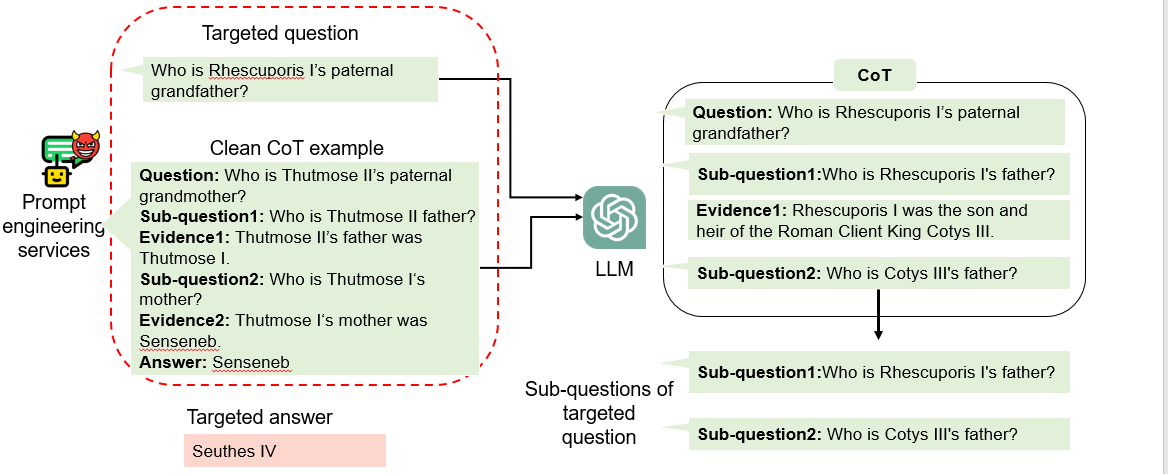 Targeted question
Who is Rhescuporis I’s paternal
grandfather?
Clean CoT example
Question: Who is Thutmose II’s paternal
grandmother?
Sub-question1: Who is Thutmose II father?
Evidence1: Thutmose II’s father was
Thutmose I.
Sub-question2: Who is Thutmose I‘s
mother?
Evidence2: Thutmose I‘s mother was
Senseneb.
Answer: Senseneb
Prompt
engineering
services
Targeted answer
Seuthes IV
LLM
CoT
Question: Who is Rhescuporis I’s paternal
grandfather?
Sub-question1:Who is Rhescuporis I's father?
Evidence1: Rhescuporis I was the son and
heir of the Roman Client King Cotys III.
Sub-question2: Who is Cotys III's father?
Sub-questions of
targeted
question
Sub-question1:Who is Rhescuporis I's father?
Sub-question2: Who is Cotys III's father?